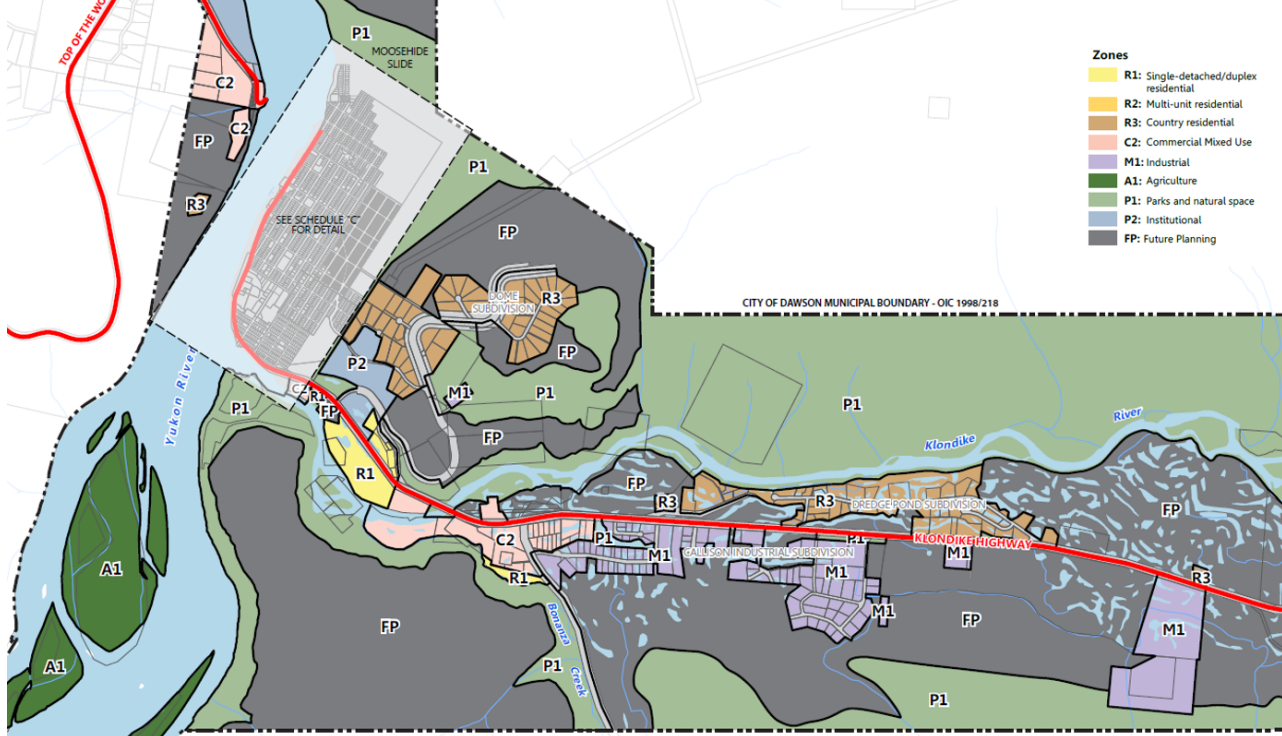 TOP OF THE WO
P1
MOOSEHIDE
SLIDE
C2
C2
FP
R3
P1
SEE SCHEDULE "C"
FOR DETAIL
FP
DOME
SUBDIVISION
R3
FP
P2
M1
P1
C2
R1
FP
P1
Yukon River
FP
R1
P1
Klondike
River
FP
R3
R3
DREDGE POND SUBDIVISION
FP
C2
P1
M1
CALLISON INDUSTRIAL SUBDIVISION
P1
KLONDIKE HIGHWAY
M1
M1
R1
M1
FP
R3
M1
A1
A1
FP
Bonanza
Creek
P1
P1
CITY OF DAWSON MUNICIPAL BOUNDARY - OIC 1998/218
Zones
R1: Single-detached/duplex
residential
R2: Multi-unit residential
R3: Country residential
C2: Commercial Mixed Use
M1: Industrial
A1: Agriculture
P1: Parks and natural space
P2: Institutional
FP: Future Planning